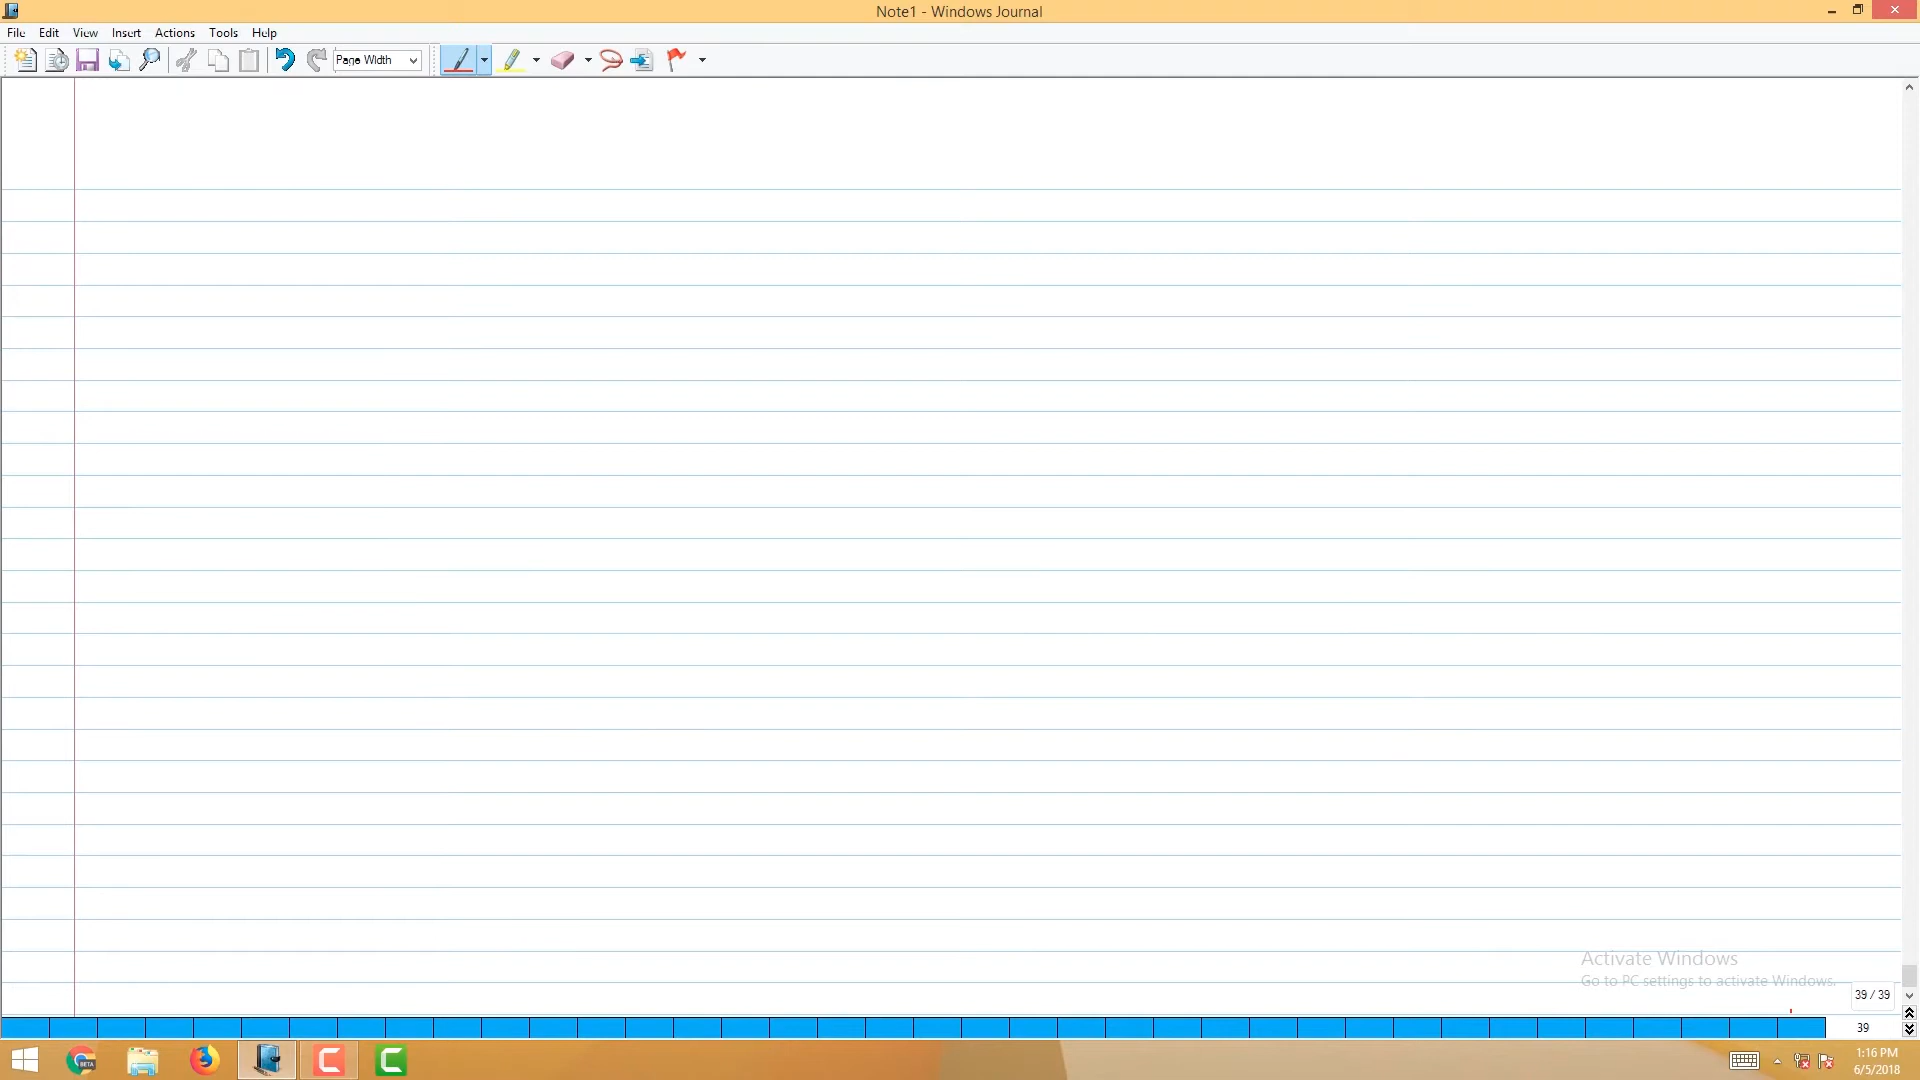 Note1 - Windows Journal
File Edit View Insert Actions Tools Help
Page Width
Activate Windows
Go to PC settings to activate Windows.
39 / 39
39
BETA
1:16 PM
6/5/2018